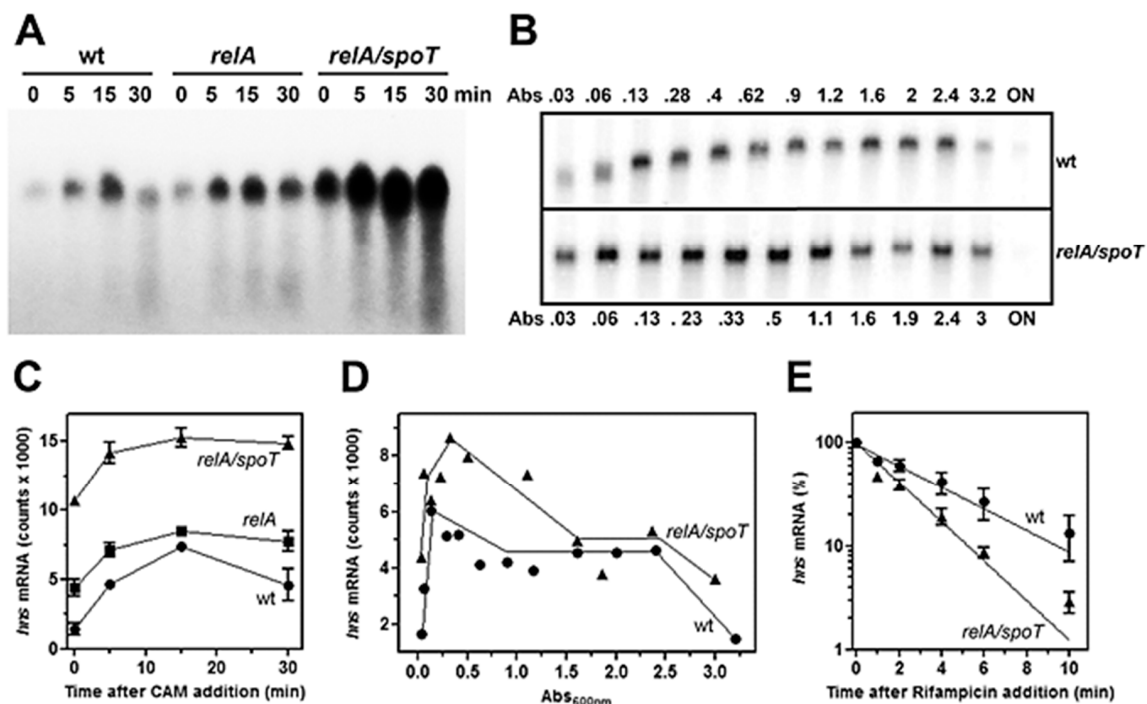 A
wt relA relA/spoT
0 5 15 30 0 5 15 30 0 5 15 30 min
B
Abs .03 .06 .13 .28 .4 .62 .9 1.2 1.6 2 2.4 3.2 ON
wt
relA/spoT
Abs .03 .06 .13 .23 .33 .5 1.1 1.6 1.9 2.4 3 ON
C
hns mRNA (counts x 1000)
15
10
5
0
relA/spoT
relA
wt
0 10 20 30
Time after CAM addition (min)
D
hns mRNA (counts x 1000)
8
6
4
2
relA/spoT
wt
0.0 0.5 1.0 1.5 2.0 2.5 3.0
Abs600nm
E
hns mRNA (%)
100
10
1
wt
relA/spoT
0 2 4 6 8 10
Time after Rifampicin addition (min)